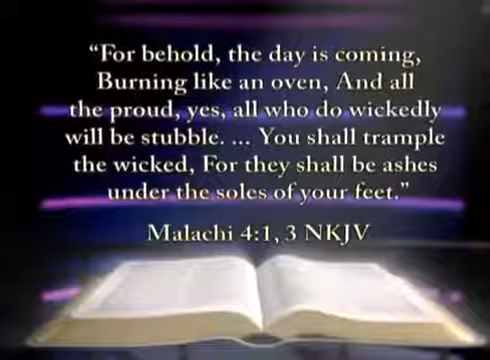 “For behold, the day is coming,
Burning like an oven, And all
the proud, yes, all who do wickedly
will be stubble. ... You shall trample
the wicked, For they shall be ashes
under the soles of your feet.”
Malachi 4:1, 3 NKJV